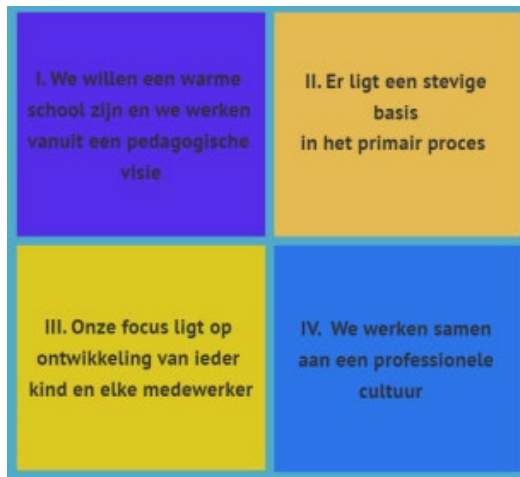 I. We willen een warme
school zijn en we werken
vanuit een pedagogische
visie
II. Er ligt een stevige
basis
in het primair proces
III. Onze focus ligt op
ontwikkeling van ieder
kind en elke medewerker
IV. We werken samen
aan een professionele
cultuur